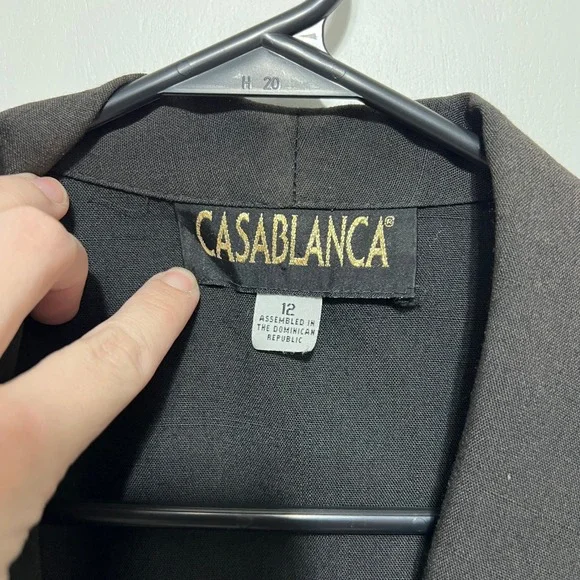 H 20
CASABLANCA®
12
ASSEMBLED IN
THE DOMINICAN
REPUBLIC